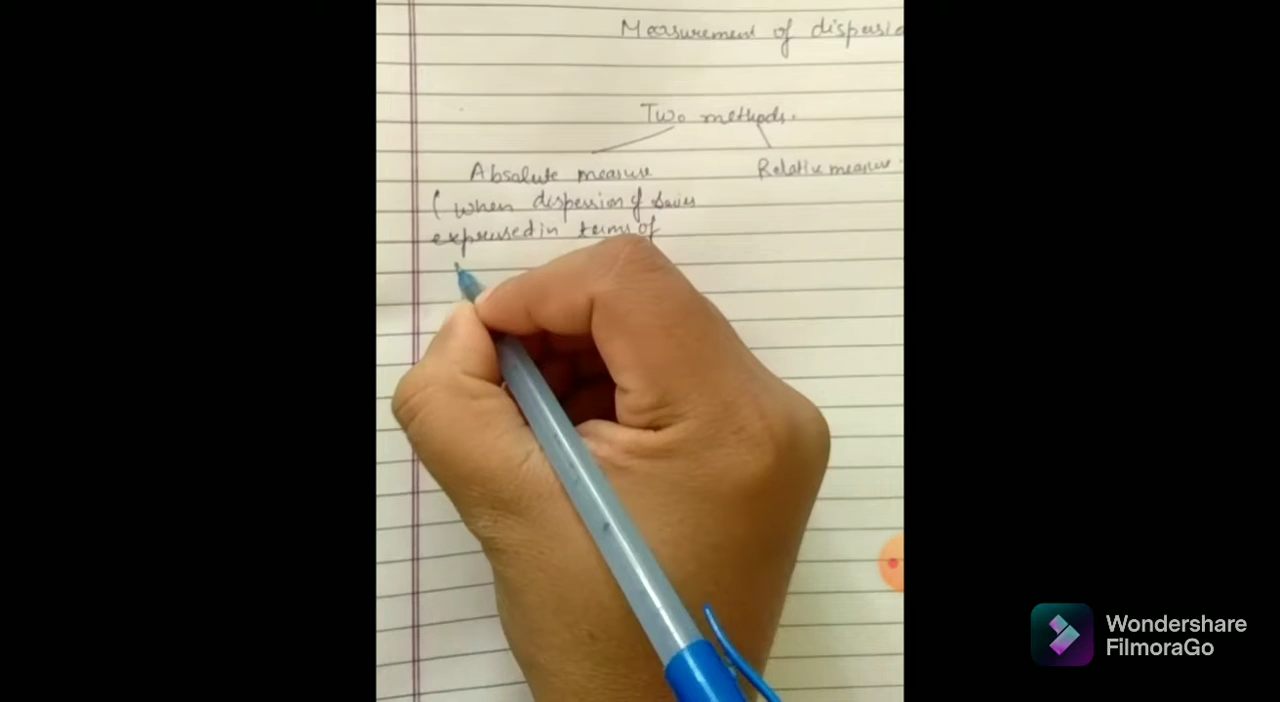 Measurement of dispersio
Two methods.
Absolute measure
Relative measure.
(when dispersion of series
expressed in terms of
Wondershare
FilmoraGo